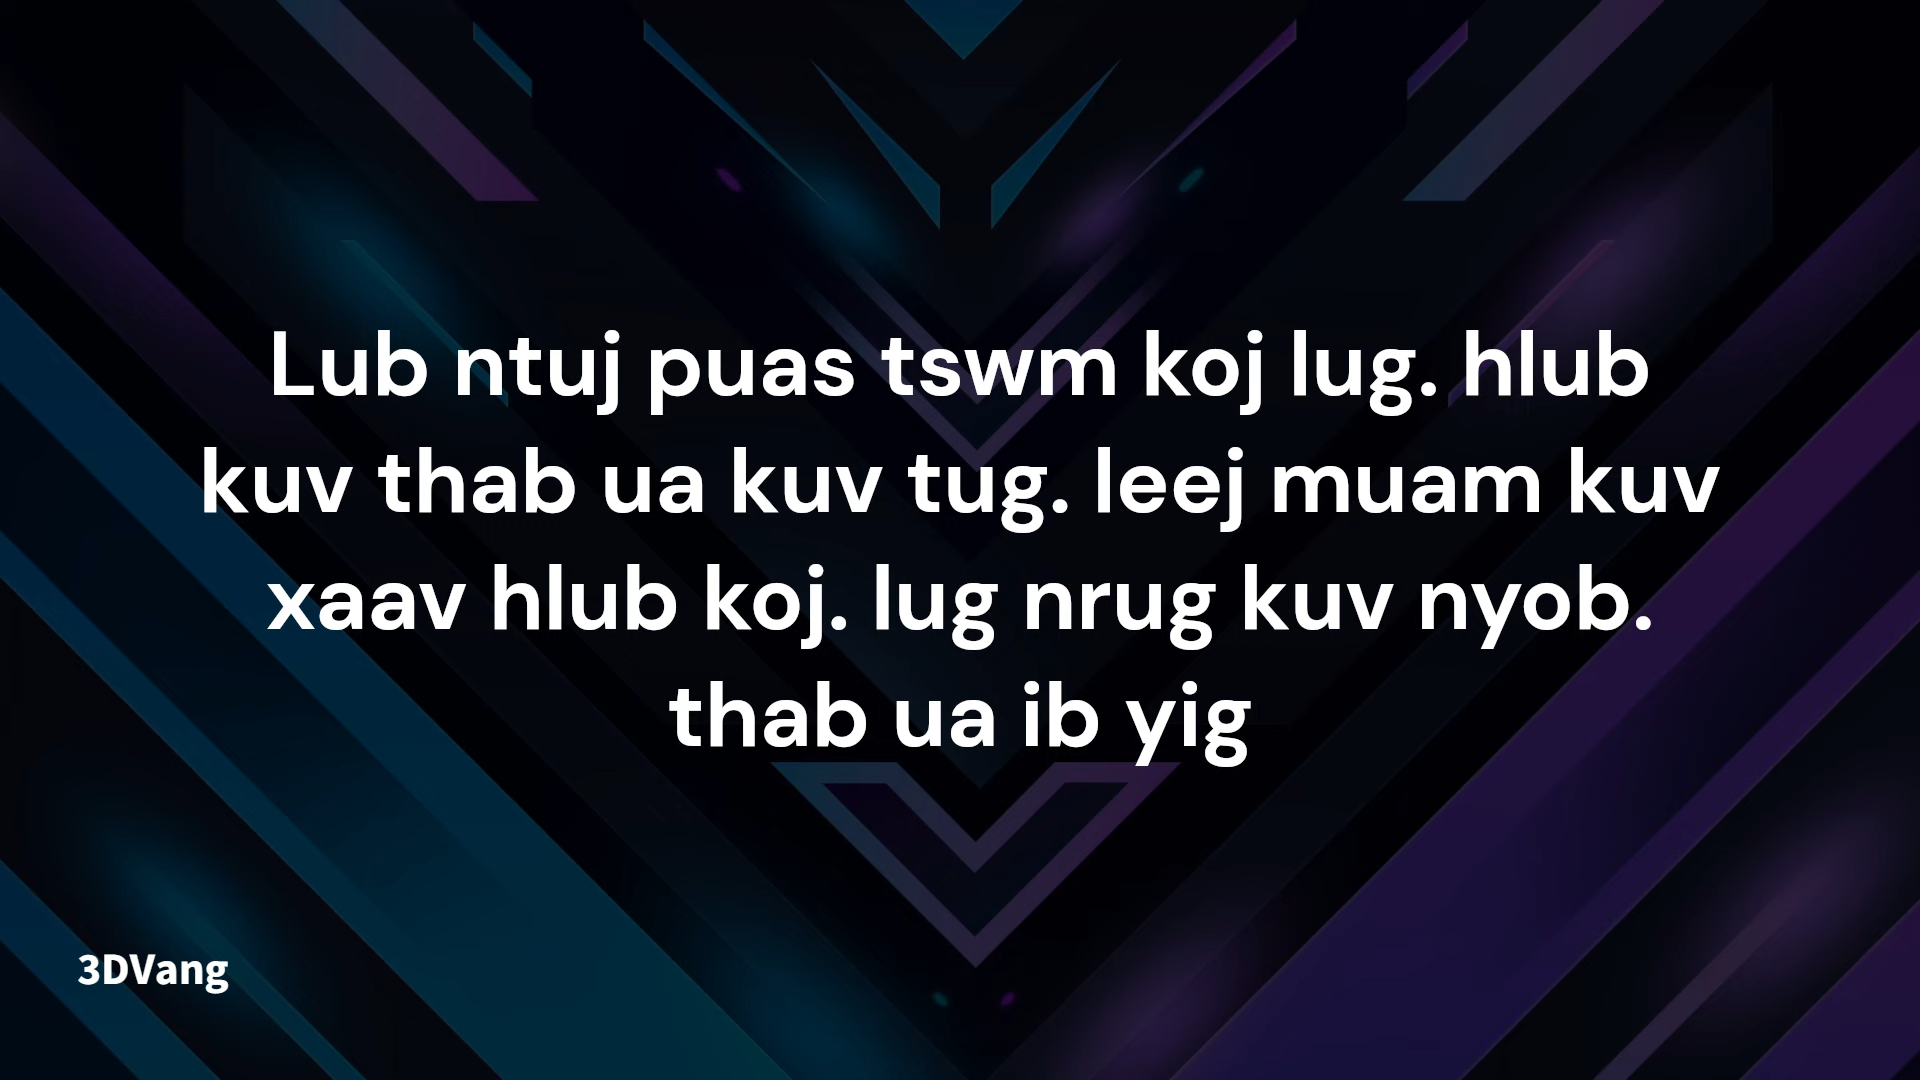 Lub ntuj puas tswm koj lug. hlub
kuv thab ua kuv tug. leej muam kuv
xaav hlub koj. lug nrug kuv nyob.
thab ua ib yig
3DVang